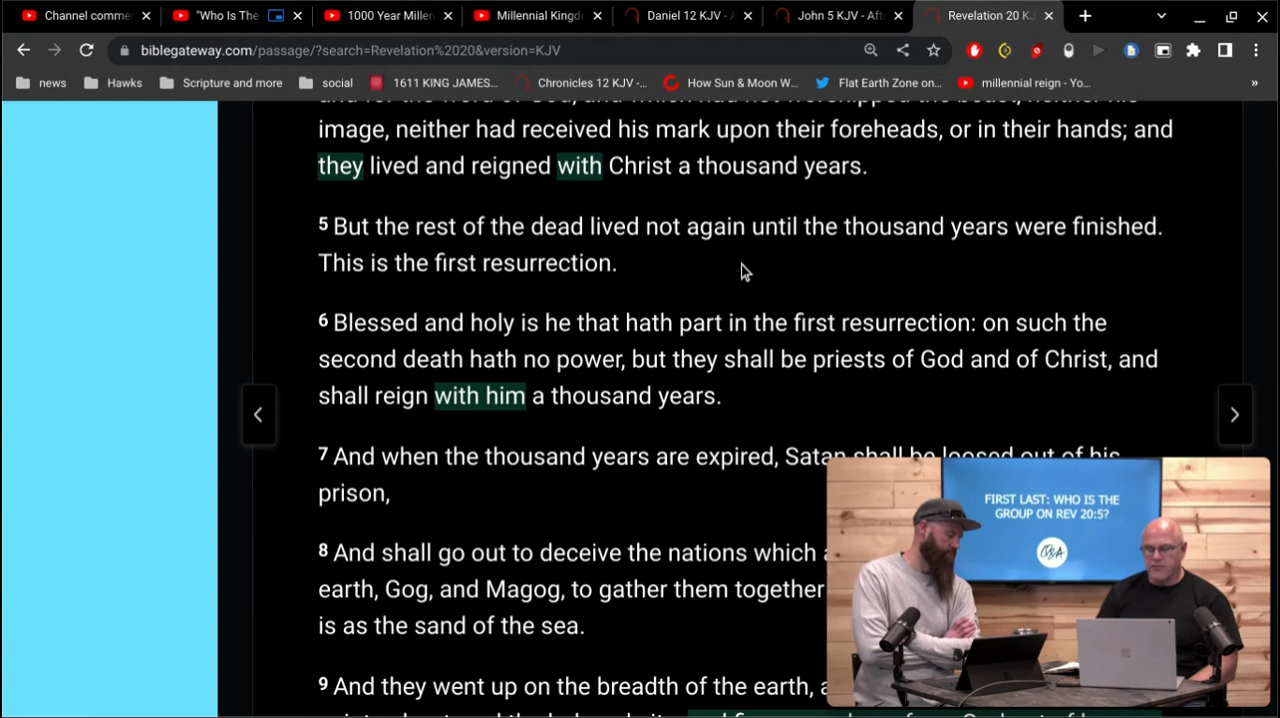 Channel comme
"Who Is The
1000 Year Millen
Millennial Kingd
Daniel 12 KJV - A
John 5 KJV - Afte
Revelation 20 KJ
biblegateway.com/passage/?search=Revelation%2020&version=KJV
news
Hawks
Scripture and more
social
1611 KING JAMES...
Chronicles 12 KJV -...
How Sun & Moon W...
Flat Earth Zone on...
millennial reign - Yo...
»
image, neither had received his mark upon their foreheads, or in their hands; and
they lived and reigned with Christ a thousand years.
5 But the rest of the dead lived not again until the thousand years were finished.
This is the first resurrection.
6 Blessed and holy is he that hath part in the first resurrection: on such the
second death hath no power, but they shall be priests of God and of Christ, and
shall reign with him a thousand years.
7 And when the thousand years are expired, Satan shall be loosed out of his
prison,
8 And shall go out to deceive the nations which
earth, Gog, and Magog, to gather them together
is as the sand of the sea.
9 And they went up on the breadth of the earth,
FIRST LAST: WHO IS THE
GROUP ON REV 20:5?
Q&A